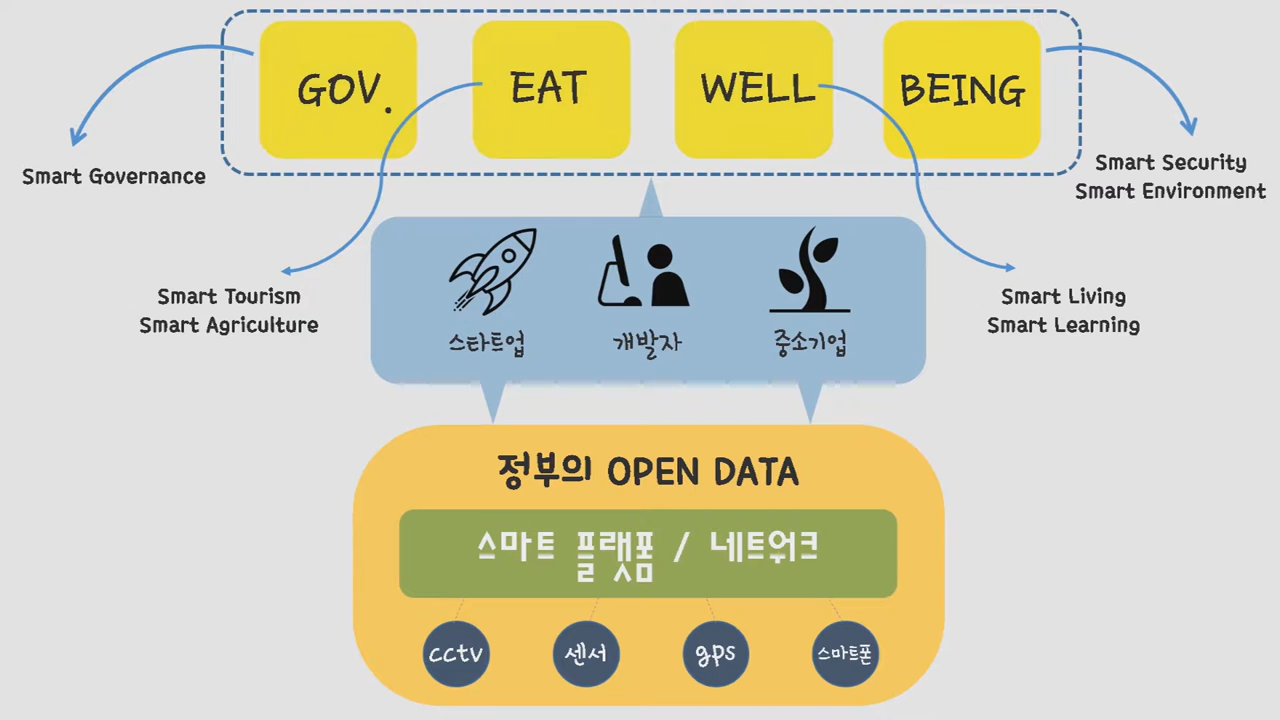 GOV.
EAT
WELL
BEING
Smart Governance
Smart Security
Smart Environment
Smart Tourism
Smart Agriculture
Smart Living
Smart Learning
스타트업
개발자
중소기업
정부의 OPEN DATA
스마트 플랫폼 / 네트워크
cctv
센서
gps
스마트폰